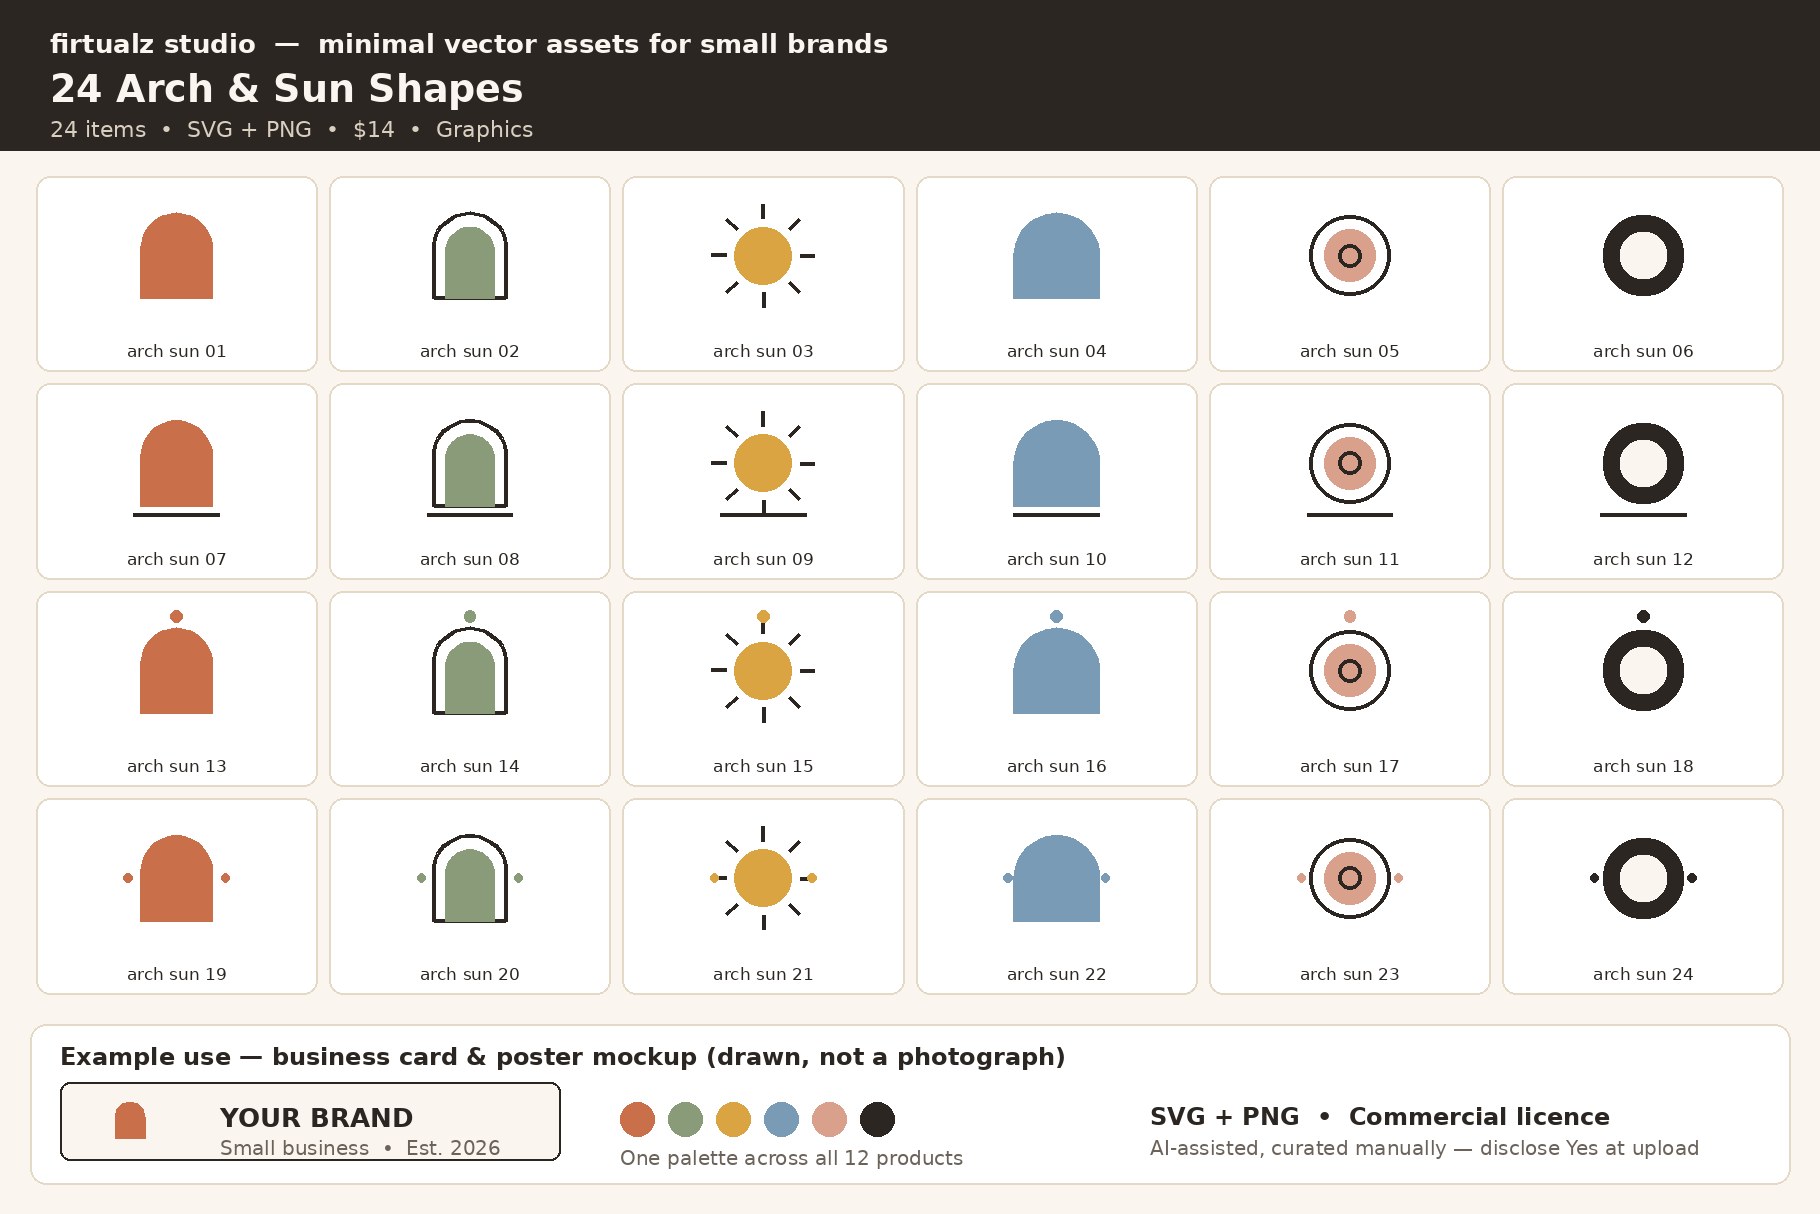 firtualz studio — minimal vector assets for small brands
24 Arch & Sun Shapes
24 items • SVG + PNG • $14 • Graphics
arch sun 01
arch sun 02
arch sun 03
arch sun 04
arch sun 05
arch sun 06
arch sun 07
arch sun 08
arch sun 09
arch sun 10
arch sun 11
arch sun 12
arch sun 13
arch sun 14
arch sun 15
arch sun 16
arch sun 17
arch sun 18
arch sun 19
arch sun 20
arch sun 21
arch sun 22
arch sun 23
arch sun 24
Example use — business card & poster mockup (drawn, not a photograph)
YOUR BRAND
Small business • Est. 2026
One palette across all 12 products
SVG + PNG • Commercial licence
AI-assisted, curated manually — disclose Yes at upload